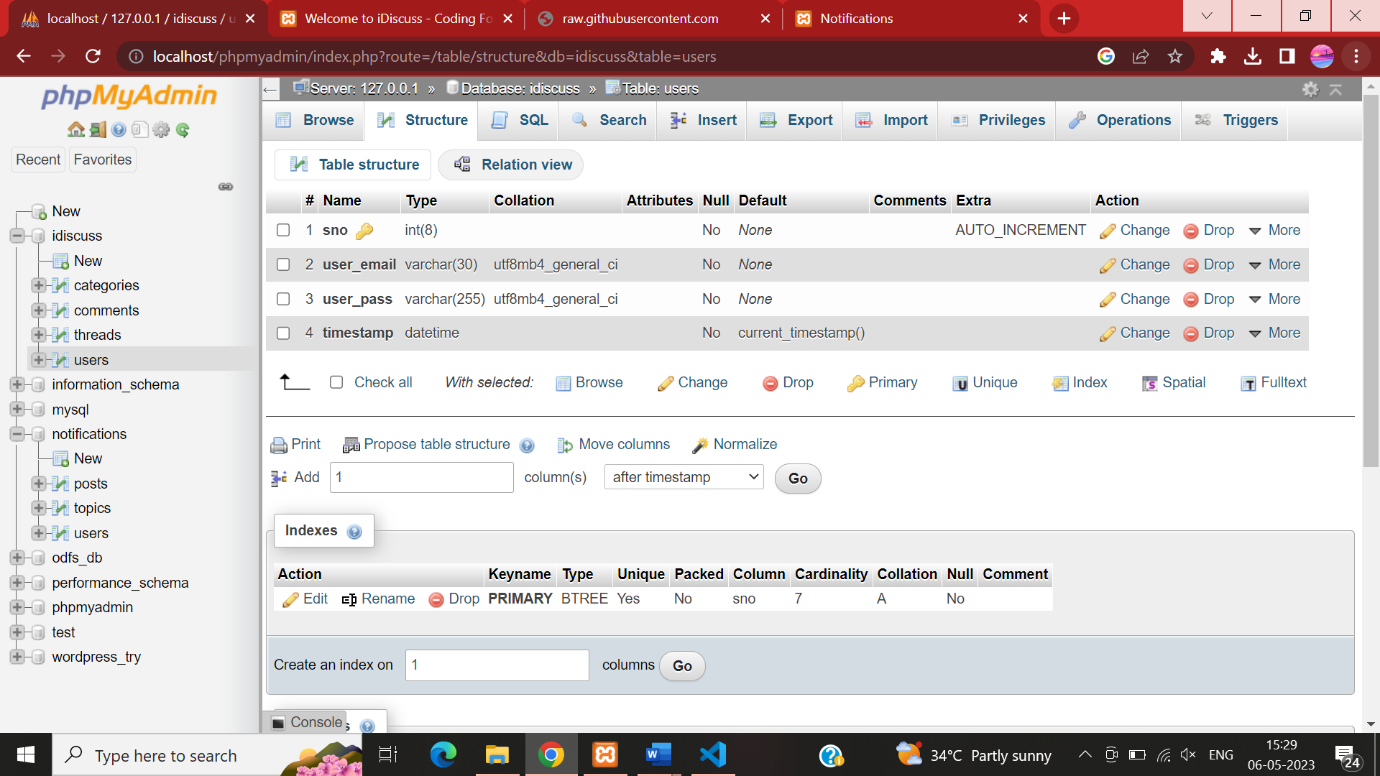 localhost / 127.0.0.1 / idiscuss / u
Welcome to iDiscuss - Coding Fo
raw.githubusercontent.com
Notifications
localhost/phpmyadmin/index.php?route=/table/structure&db=idiscuss&table=users
phpMyAdmin
Recent Favorites
New
idiscuss
New
categories
comments
threads
users
information_schema
mysql
notifications
New
posts
topics
users
odfs_db
performance_schema
phpmyadmin
test
wordpress_try
Server: 127.0.0.1 » Database: idiscuss » Table: users
Browse Structure SQL Search Insert Export Import Privileges Operations Triggers
Table structure Relation view
# Name Type Collation Attributes Null Default Comments Extra Action
1 sno int(8) No None AUTO_INCREMENT Change Drop More
2 user_email varchar(30) utf8mb4_general_ci No None Change Drop More
3 user_pass varchar(255) utf8mb4_general_ci No None Change Drop More
4 timestamp datetime No current_timestamp() Change Drop More
Check all With selected: Browse Change Drop Primary Unique Index Spatial Fulltext
Print Propose table structure Move columns Normalize
Add 1 column(s) after timestamp Go
Indexes
Action Keyname Type Unique Packed Column Cardinality Collation Null Comment
Edit Rename Drop PRIMARY BTREE Yes No sno 7 A No
Create an index on 1 columns Go
Console
Type here to search
34°C Partly sunny
ENG
15:29
06-05-2023
24